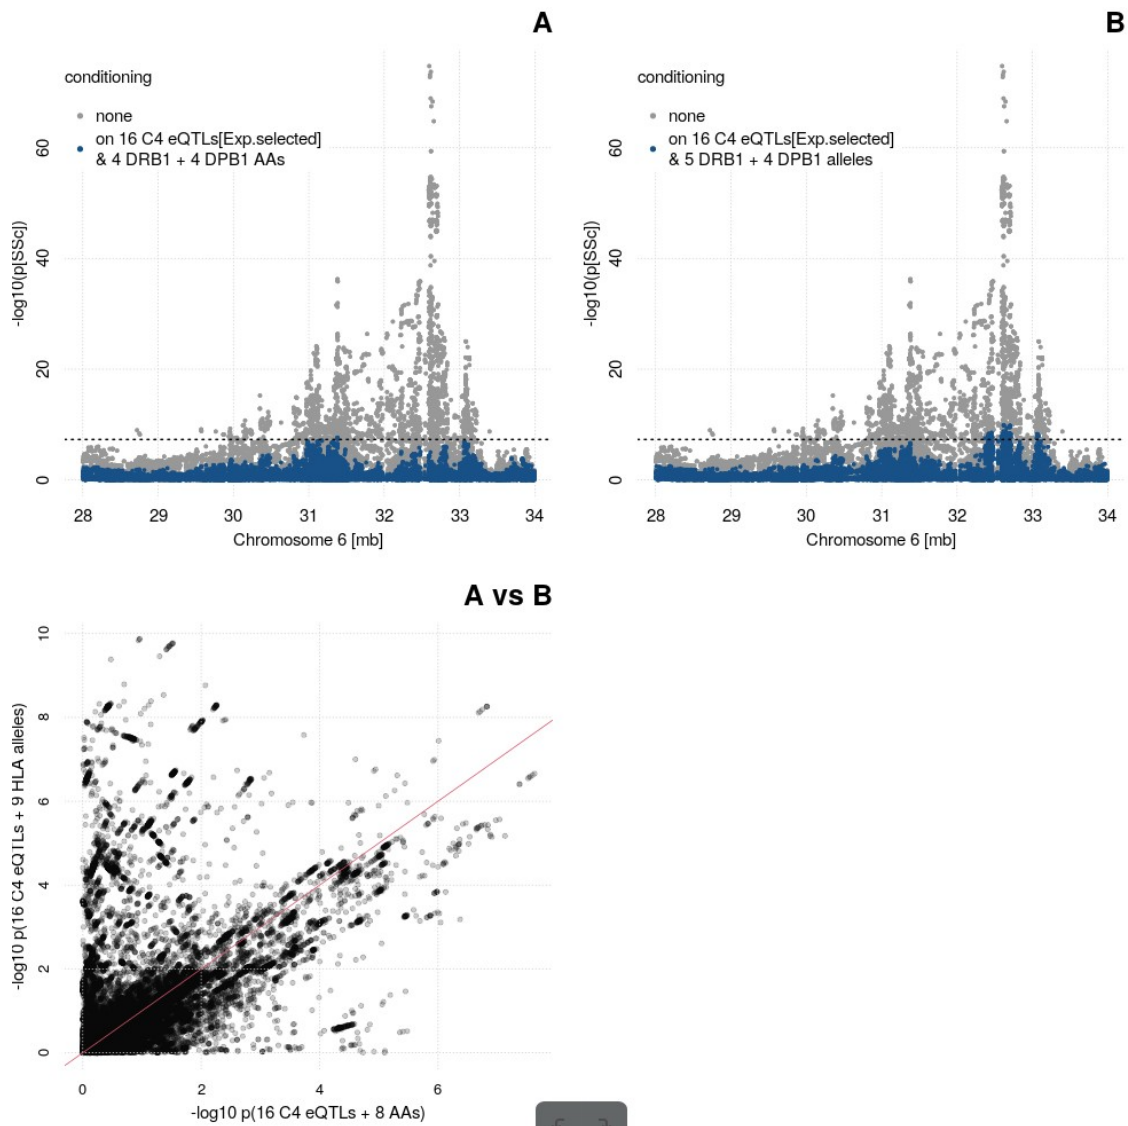 A
conditioning
none
on 16 C4 eQTLs[Exp.selected]
& 4 DRB1 + 4 DPB1 AAs
-log10(p[SSc])
60
40
20
0
28 29 30 31 32 33 34
Chromosome 6 [mb]
B
conditioning
none
on 16 C4 eQTLs[Exp.selected]
& 5 DRB1 + 4 DPB1 alleles
-log10(p[SSc])
60
40
20
0
28 29 30 31 32 33 34
Chromosome 6 [mb]
A vs B
-log10 p(16 C4 eQTLs + 9 HLA alleles)
10
8
6
4
2
0
0 2 4 6
-log10 p(16 C4 eQTLs + 8 AAs)